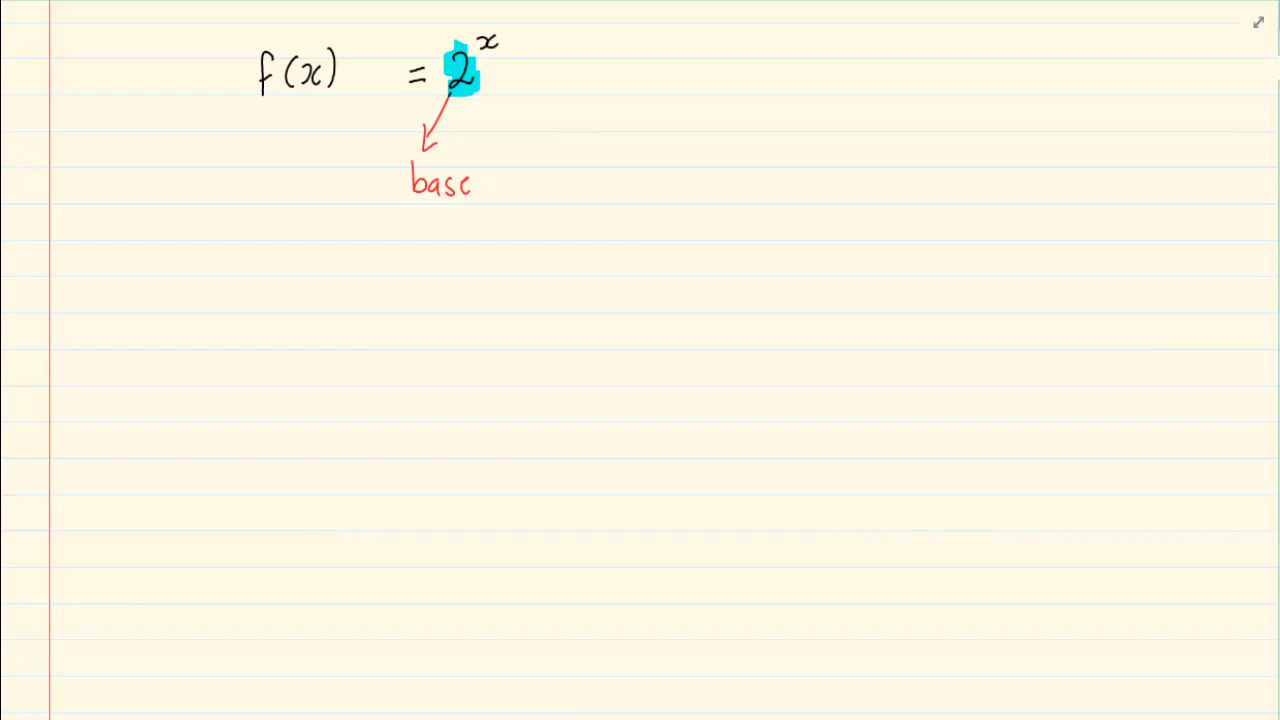 f(x) = 2^x
base